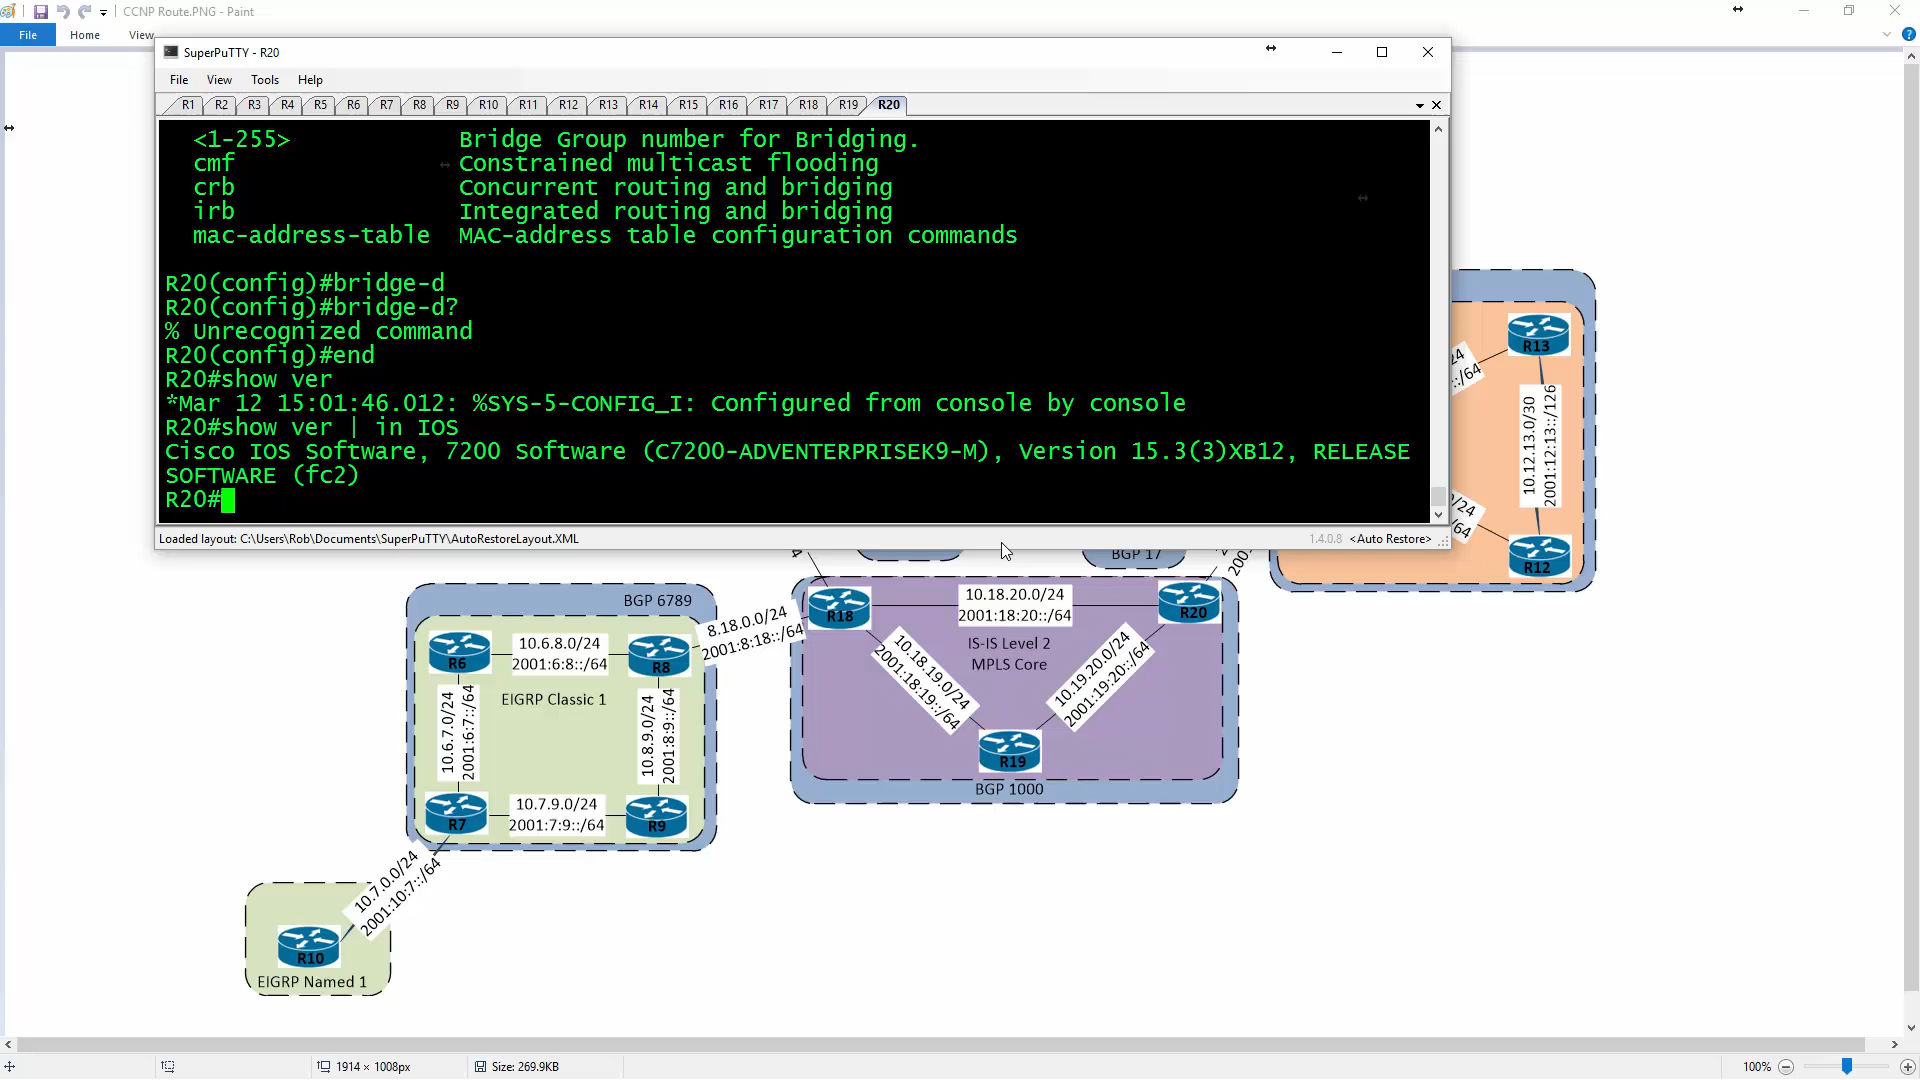 CCNP Route.PNG - Paint
File Home View
SuperPuTTY - R20
File View Tools Help
R1 R2 R3 R4 R5 R6 R7 R8 R9 R10 R11 R12 R13 R14 R15 R16 R17 R18 R19 R20
<1-255> Bridge Group number for Bridging.
cmf Constrained multicast flooding
crb Concurrent routing and bridging
irb Integrated routing and bridging
mac-address-table MAC-address table configuration commands
R20(config)#bridge-d
R20(config)#bridge-d?
% Unrecognized command
R20(config)#end
R20#show ver
*Mar 12 15:01:46.012: %SYS-5-CONFIG_I: Configured from console by console
R20#show ver | in IOS
Cisco IOS Software, 7200 Software (C7200-ADVENTERPRISEK9-M), Version 15.3(3)XB12, RELEASE
SOFTWARE (fc2)
R20#
Loaded layout: C:\Users\Rob\Documents\SuperPuTTY\AutoRestoreLayout.XML
1.4.0.8 <Auto Restore>
R13
10.12.13.0/30
2001:12:13::/126
R12
BGP 17
BGP 6789
R6
10.6.8.0/24
2001:6:8::/64
R8
EIGRP Classic 1
10.6.7.0/24
2001:6:7::/64
10.8.9.0/24
2001:8:9::/64
R7
10.7.9.0/24
2001:7:9::/64
R9
8.18.0.0/24
2001:8:18::/64
R18
10.18.20.0/24
2001:18:20::/64
R20
IS-IS Level 2
MPLS Core
10.18.19.0/24
2001:18:19::/64
10.19.20.0/24
2001:19:20::/64
R19
BGP 1000
10.7.0.0/24
2001:10:7::/64
R10
EIGRP Named 1
1914 × 1008px
Size: 269.9KB
100%